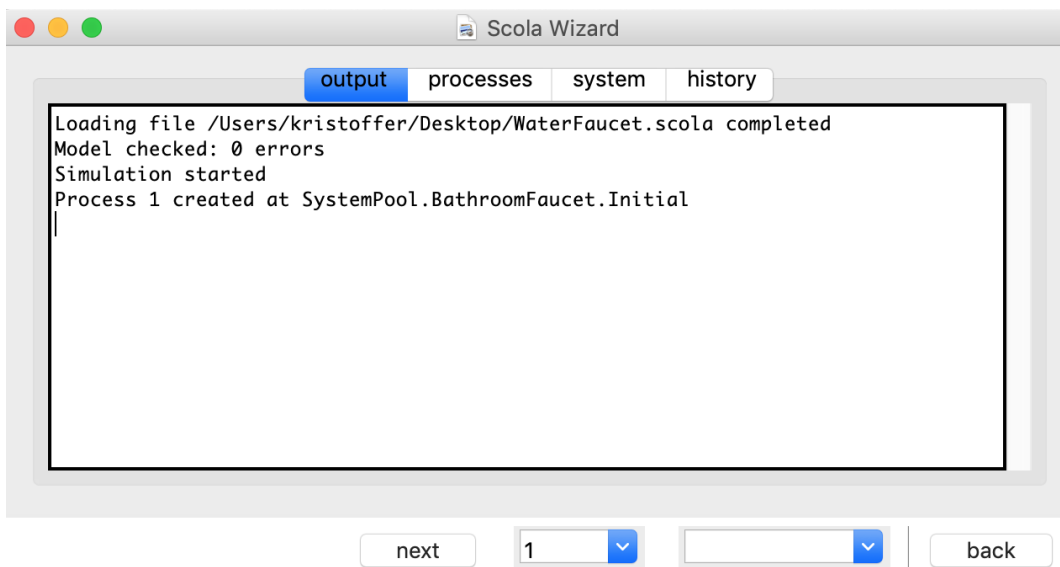 Scola Wizard
output processes system history
Loading file /Users/kristoffer/Desktop/WaterFaucet.scola completed
Model checked: 0 errors
Simulation started
Process 1 created at SystemPool.BathroomFaucet.Initial
next 1 back